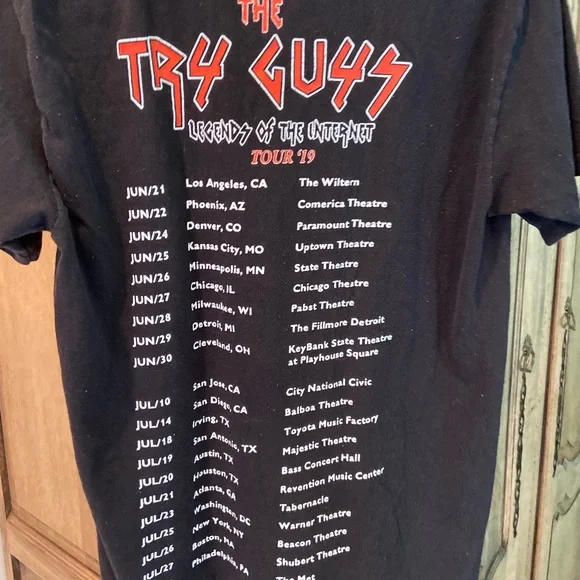 THE
TRY GUYS
LEGENDS OF THE INTERNET
TOUR '19
JUN/21 Los Angeles, CA The Wiltern
JUN/22 Phoenix, AZ Comerica Theatre
JUN/24 Denver, CO Paramount Theatre
JUN/25 Kansas City, MO Uptown Theatre
JUN/26 Minneapolis, MN State Theatre
JUN/27 Chicago, IL Chicago Theatre
JUN/28 Milwaukee, WI Pabst Theatre
JUN/29 Detroit, MI The Fillmore Detroit
JUN/30 Cleveland, OH KeyBank State Theatre
at Playhouse Square
JUL/10 San Jose, CA City National Civic
JUL/14 San Diego, CA Balboa Theatre
JUL/18 Irving, TX Toyota Music Factory
JUL/19 San Antonio, TX Majestic Theatre
JUL/20 Austin, TX Bass Concert Hall
JUL/21 Houston, TX Revention Music Center
JUL/23 Atlanta, GA Tabernacle
JUL/25 Washington, DC Warner Theatre
JUL/26 New York, NY Beacon Theatre
JUL/27 Boston, MA Shubert Theatre
Philadelphia, PA The Met